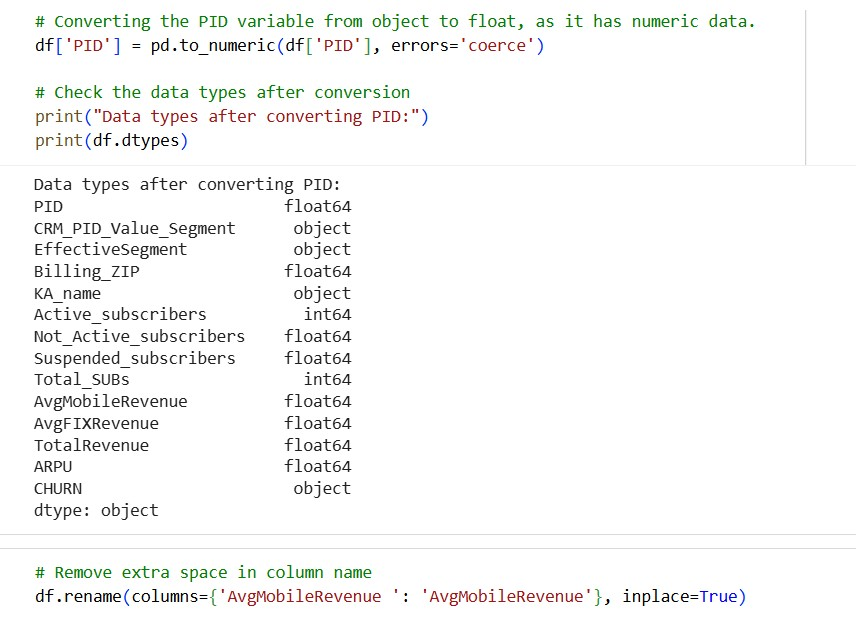 # Converting the PID variable from object to float, as it has numeric data.
df['PID'] = pd.to_numeric(df['PID'], errors='coerce')
# Check the data types after conversion
print("Data types after converting PID:")
print(df.dtypes)
Data types after converting PID:
PID                       float64
CRM_PID_Value_Segment      object
EffectiveSegment           object
Billing_ZIP               float64
KA_name                    object
Active_subscribers          int64
Not_Active_subscribers    float64
Suspended_subscribers     float64
Total_SUBs                  int64
AvgMobileRevenue          float64
AvgFIXRevenue             float64
TotalRevenue              float64
ARPU                      float64
CHURN                      object
dtype: object
# Remove extra space in column name
df.rename(columns={'AvgMobileRevenue ': 'AvgMobileRevenue'}, inplace=True)